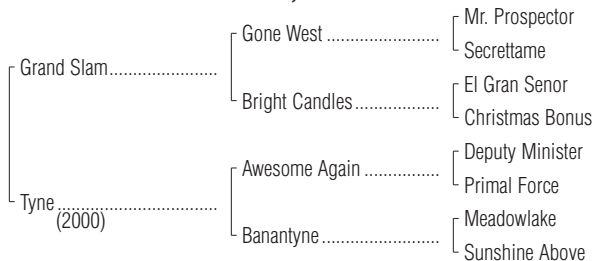 Mr. Prospector
Gone West ....................
Secrettame
Grand Slam......................
El Gran Senor
Bright Candles .................
Christmas Bonus
Deputy Minister
Awesome Again ...............
Primal Force
Tyne ................................
(2000)
Meadowlake
Banantyne .......................
Sunshine Above